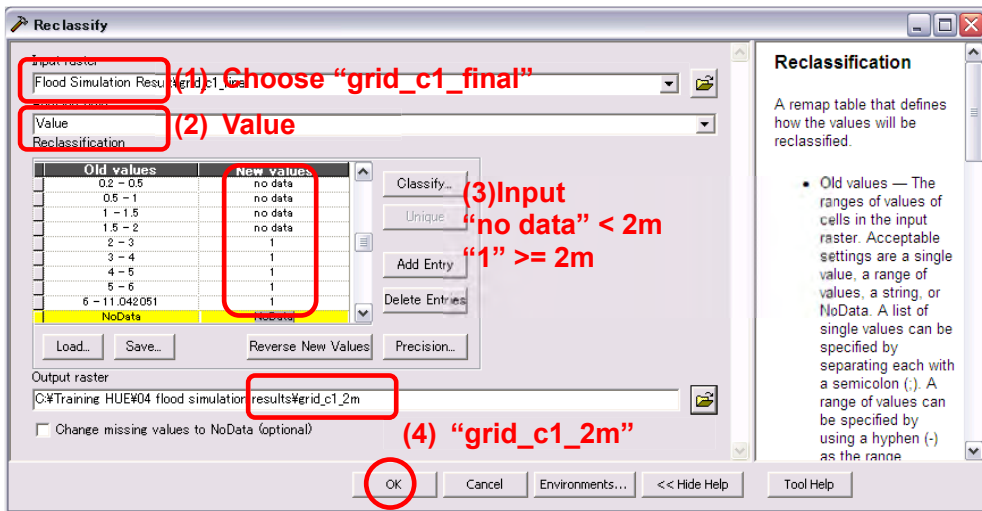 Reclassify
Input raster
Flood Simulation Result¥grid_c1_final
(1) Choose “grid_c1_final”
Value
(2) Value
Reclassification
Old values New values
0.2 - 0.5 no data
0.5 - 1 no data
1 - 1.5 no data
1.5 - 2 no data
2 - 3 1
3 - 4 1
4 - 5 1
5 - 6 1
6 - 11.042051 1
NoData NoData
Classify...
Unique
Add Entry
Delete Entries
(3)Input
“no data” < 2m
“1” >= 2m
Load... Save... Reverse New Values Precision...
Output raster
C:¥Training HUE¥04 flood simulation results¥grid_c1_2m
Change missing values to NoData (optional)
(4) “grid_c1_2m”
OK Cancel Environments... << Hide Help Tool Help
Reclassification
A remap table that defines
how the values will be
reclassified.
• Old values — The
ranges of values of
cells in the input
raster. Acceptable
settings are a single
value, a range of
values, a string, or
NoData. A list of
single values can be
specified by
separating each with
a semicolon (;). A
range of values can
be specified by
using a hyphen (-)
as the range